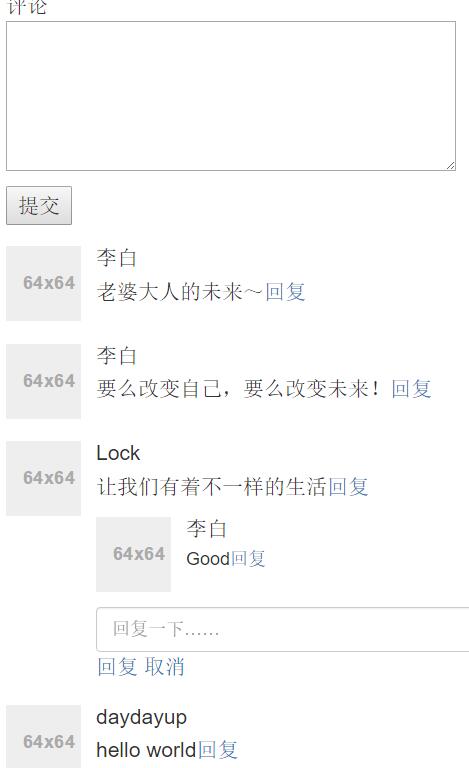 评论
提交
64x64
李白
老婆大人的未来～回复
64x64
李白
要么改变自己，要么改变未来！回复
64x64
Lock
让我们有着不一样的生活回复
64x64
李白
Good回复
回复一下……
回复 取消
64x64
daydayup
hello world回复